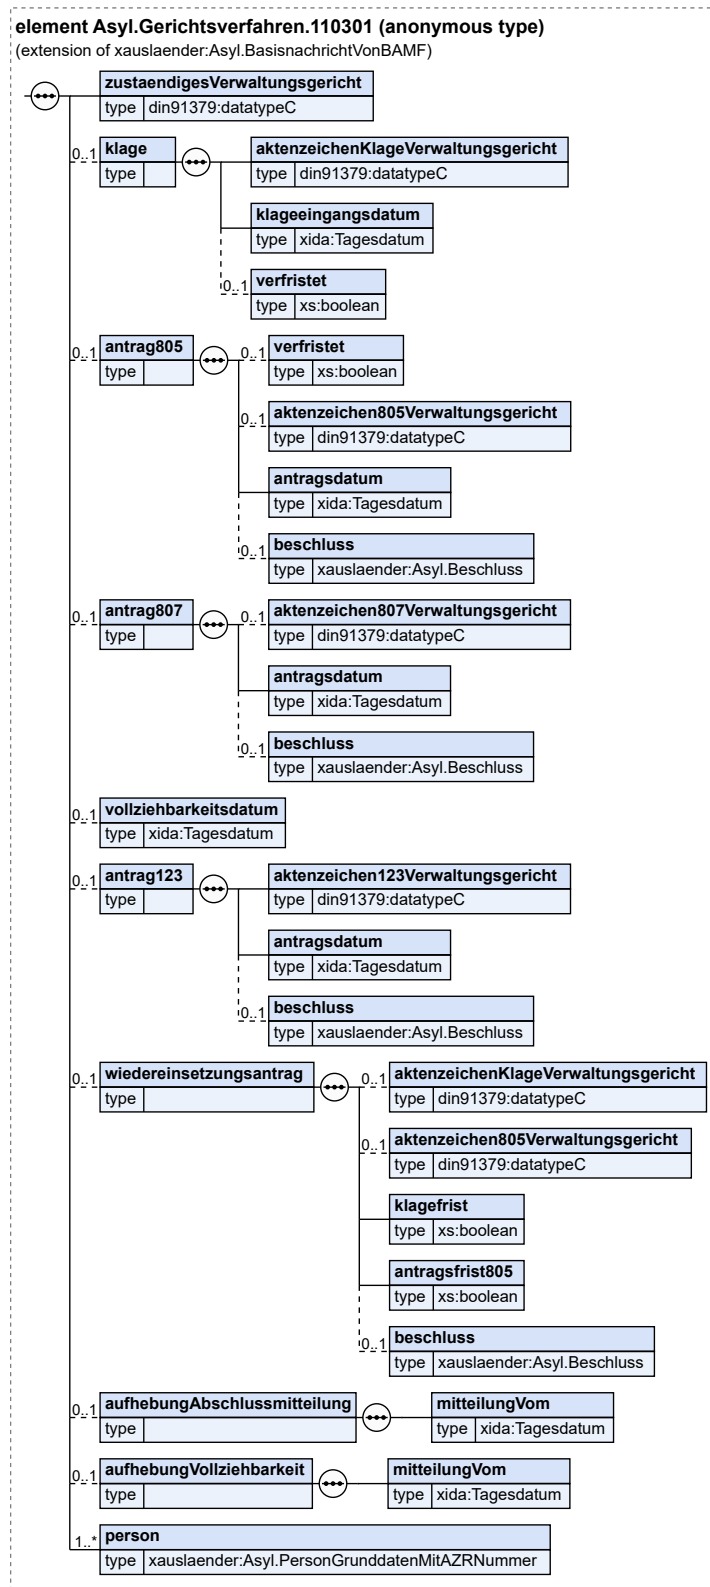 element Asyl.Gerichtsverfahren.110301 (anonymous type)
(extension of xauslaender:Asyl.BasisnachrichtVonBAMF)
zustaendigesVerwaltungsgericht
type din91379:datatypeC
0..1 klage
type
aktenzeichenKlageVerwaltungsgericht
type din91379:datatypeC
klageeingangsdatum
type xida:Tagesdatum
0..1 verfristet
type xs:boolean
0..1 antrag805
type
0..1 verfristet
type xs:boolean
0..1 aktenzeichen805Verwaltungsgericht
type din91379:datatypeC
antragsdatum
type xida:Tagesdatum
0..1 beschluss
type xauslaender:Asyl.Beschluss
0..1 antrag807
type
0..1 aktenzeichen807Verwaltungsgericht
type din91379:datatypeC
antragsdatum
type xida:Tagesdatum
0..1 beschluss
type xauslaender:Asyl.Beschluss
0..1 vollziehbarkeitsdatum
type xida:Tagesdatum
0..1 antrag123
type
aktenzeichen123Verwaltungsgericht
type din91379:datatypeC
antragsdatum
type xida:Tagesdatum
0..1 beschluss
type xauslaender:Asyl.Beschluss
0..1 wiedereinsetzungsantrag
type
0..1 aktenzeichenKlageVerwaltungsgericht
type din91379:datatypeC
0..1 aktenzeichen805Verwaltungsgericht
type din91379:datatypeC
klagefrist
type xs:boolean
antragsfrist805
type xs:boolean
0..1 beschluss
type xauslaender:Asyl.Beschluss
0..1 aufhebungAbschlussmitteilung
type
mitteilungVom
type xida:Tagesdatum
0..1 aufhebungVollziehbarkeit
type
mitteilungVom
type xida:Tagesdatum
1..* person
type xauslaender:Asyl.PersonGrunddatenMitAZRNummer